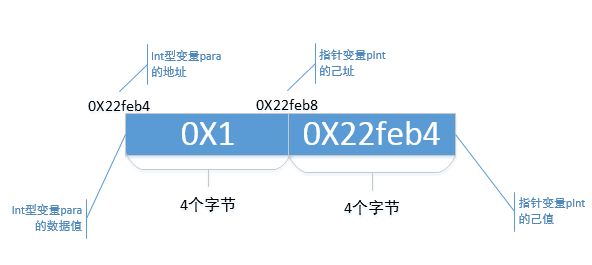 Int型变量para
的地址
指针变量pInt
的己址
0X22feb4
0X22feb8
0X1
0X22feb4
4个字节
4个字节
Int型变量para
的数据值
指针变量pInt
的己值